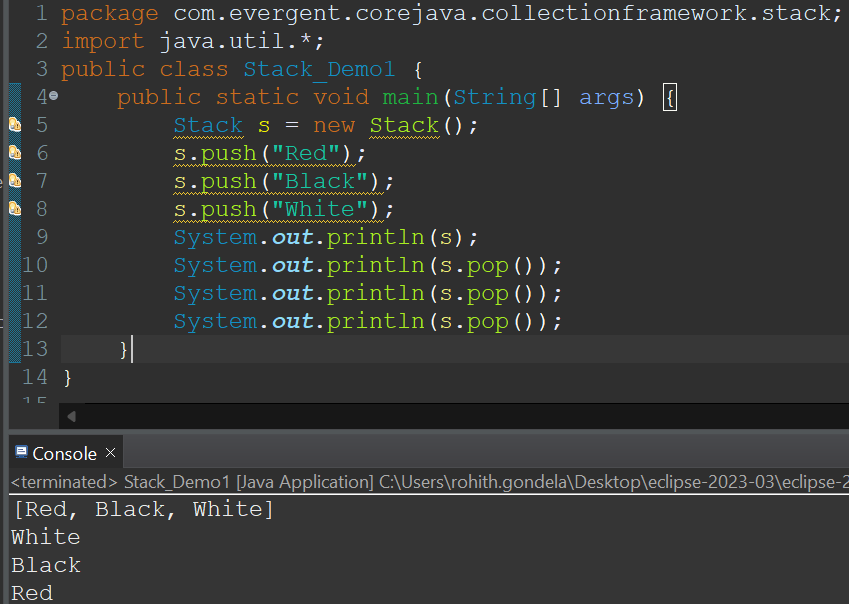 1 package com.evergent.corejava.collectionframework.stack;
2 import java.util.*;
3 public class Stack_Demo1 {
4 public static void main(String[] args) {
5 Stack s = new Stack();
6 s.push("Red");
7 s.push("Black");
8 s.push("White");
9 System.out.println(s);
10 System.out.println(s.pop());
11 System.out.println(s.pop());
12 System.out.println(s.pop());
13 }
14 }
15
Console ×
<terminated> Stack_Demo1 [Java Application] C:\Users\rohith.gondela\Desktop\eclipse-2023-03\eclipse-2
[Red, Black, White]
White
Black
Red